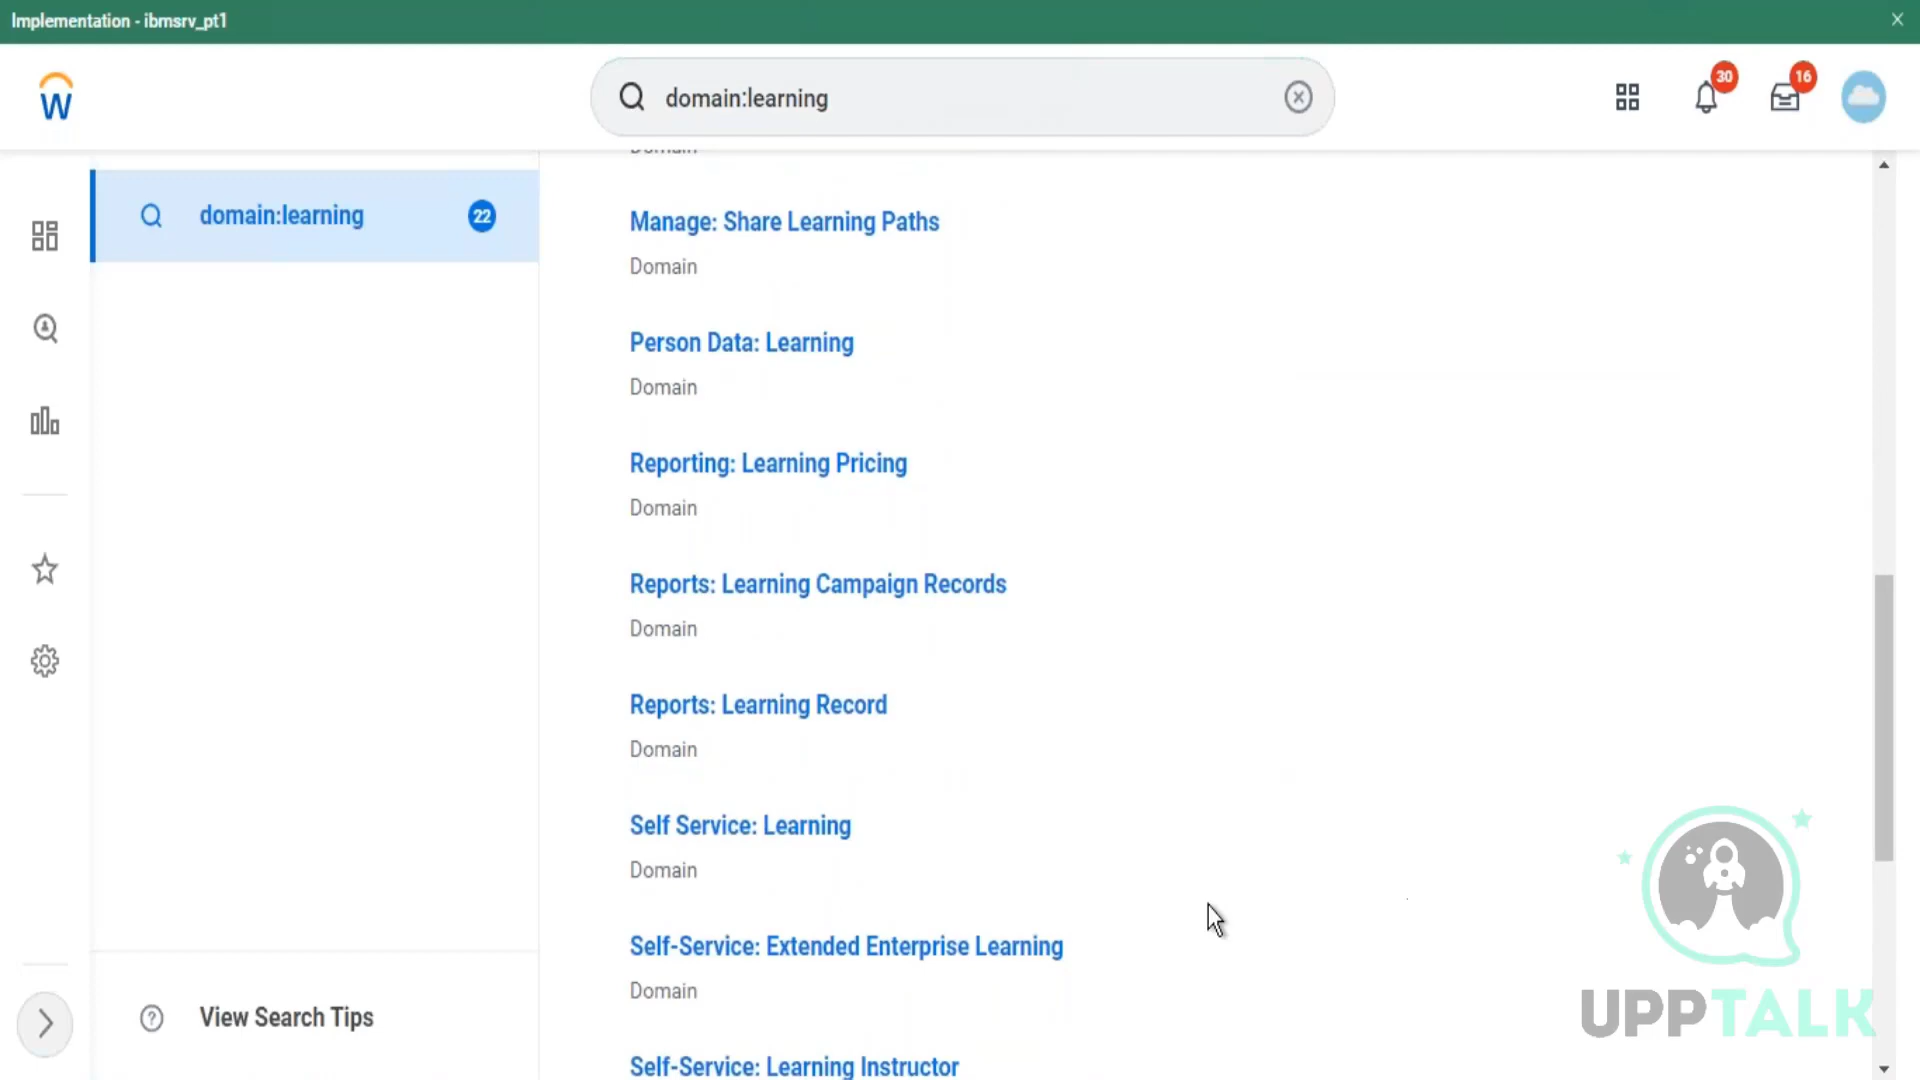 Implementation - ibmsrv_pt1
W
domain:learning
30
16
domain:learning
22
Domain
Manage: Share Learning Paths
Domain
Person Data: Learning
Domain
Reporting: Learning Pricing
Domain
Reports: Learning Campaign Records
Domain
Reports: Learning Record
Domain
Self Service: Learning
Domain
Self-Service: Extended Enterprise Learning
Domain
Self-Service: Learning Instructor
View Search Tips
UPPTALK